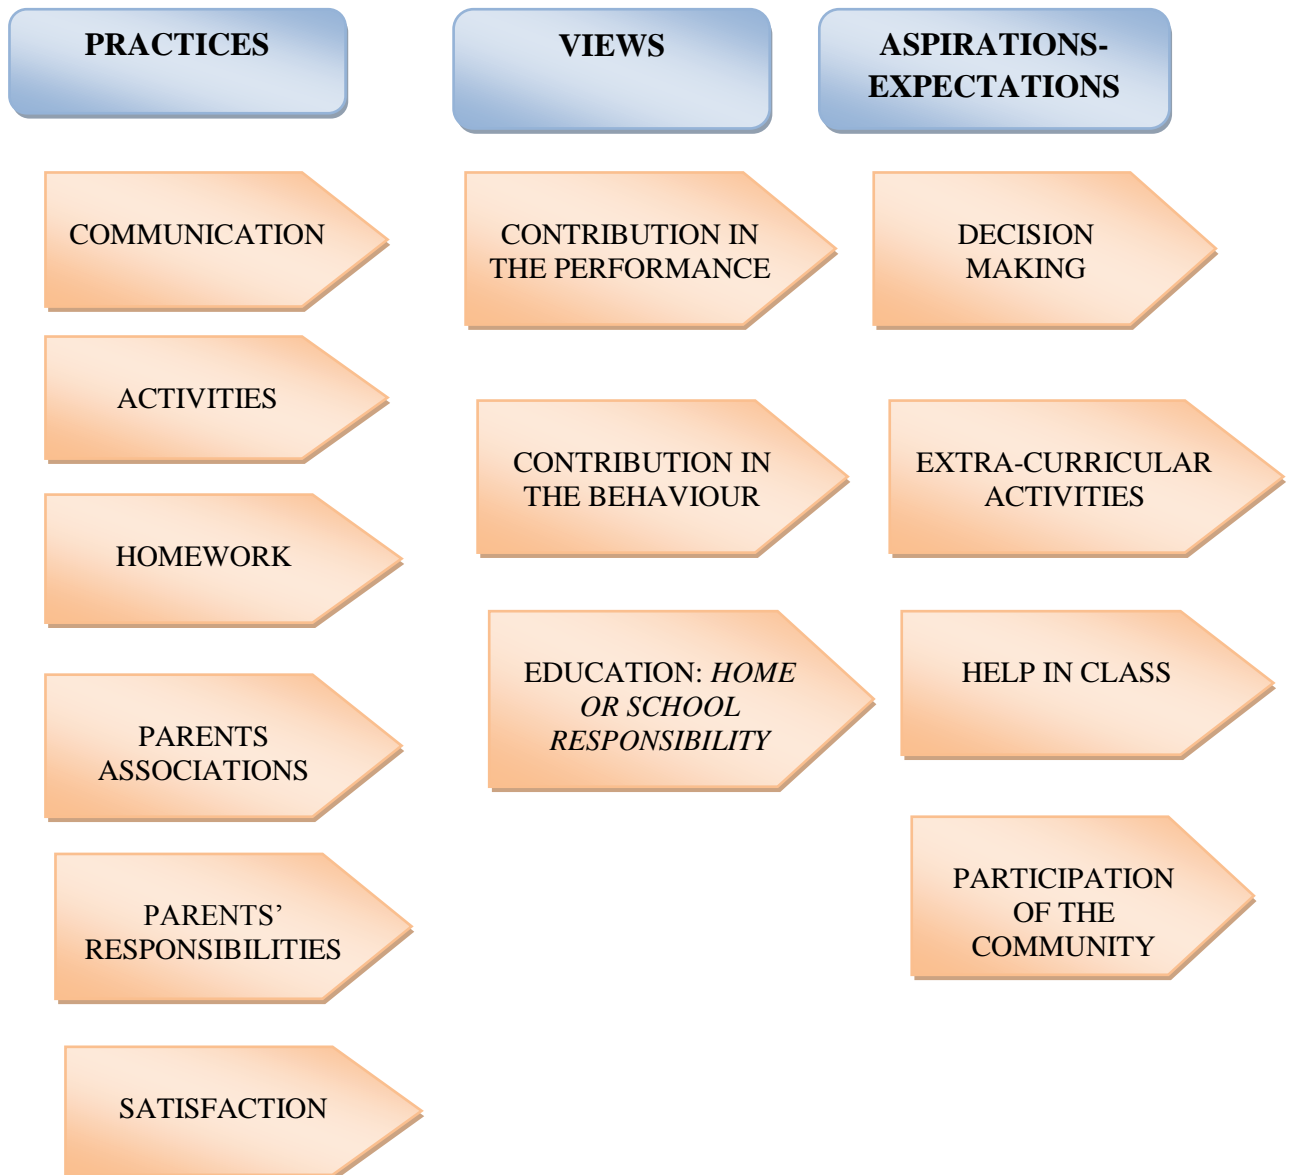 PRACTICES
COMMUNICATION
ACTIVITIES
HOMEWORK
PARENTS
ASSOCIATIONS
PARENTS’
RESPONSIBILITIES
SATISFACTION
VIEWS
CONTRIBUTION IN
THE PERFORMANCE
CONTRIBUTION IN
THE BEHAVIOUR
EDUCATION: HOME
OR SCHOOL
RESPONSIBILITY
ASPIRATIONS-
EXPECTATIONS
DECISION
MAKING
EXTRA-CURRICULAR
ACTIVITIES
HELP IN CLASS
PARTICIPATION
OF THE
COMMUNITY